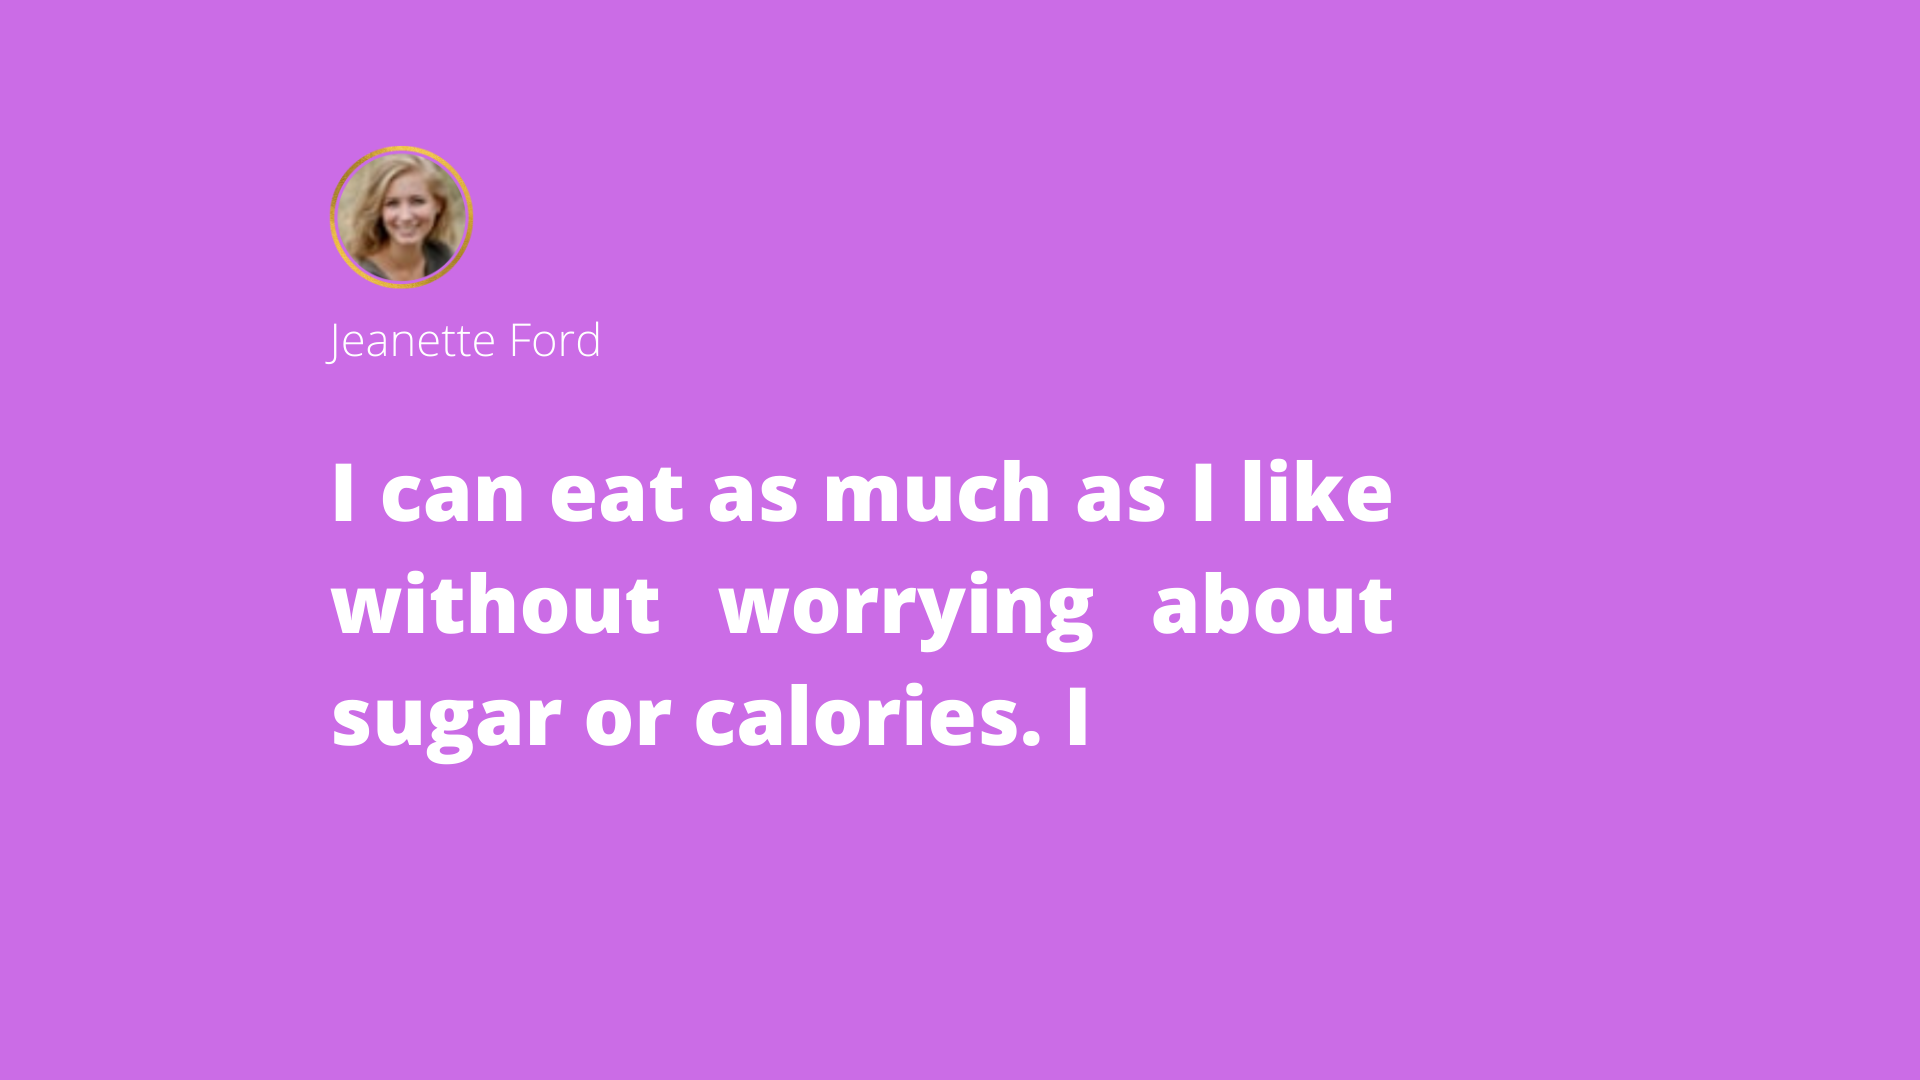 Jeanette Ford
I can eat as much as I like
without worrying about
sugar or calories. I